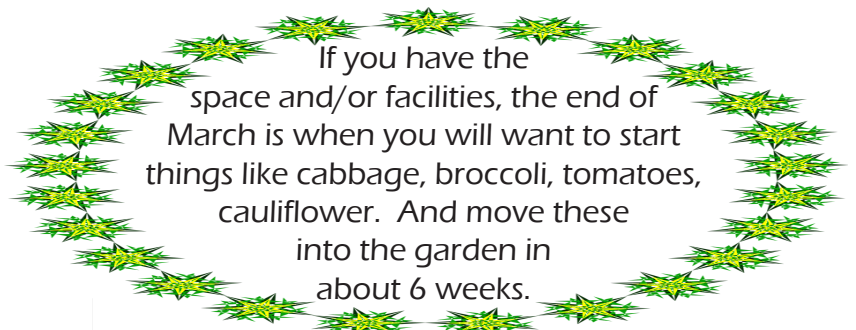 If you have the
space and/or facilities, the end of
March is when you will want to start
things like cabbage, broccoli, tomatoes,
cauliflower.  And move these
into the garden in
about 6 weeks.